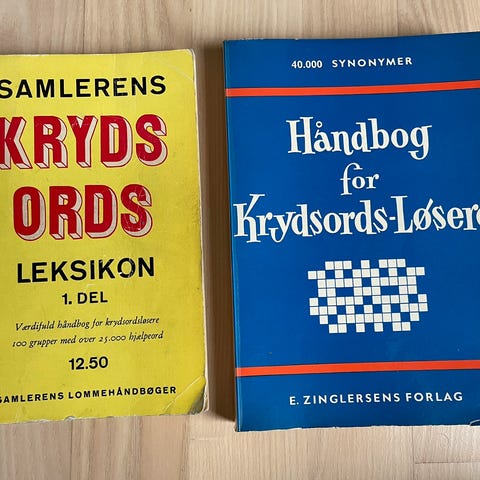 SAMLERENS
KRYDS
ORDS
LEKSIKON
1. DEL
Værdifuld håndbog for krydsordsløsere
100 grupper med over 25.000 hjælpeord
12.50
SAMLERENS LOMMEHÅNDBØGER
40.000 SYNONYMER
Håndbog
for
Krydsords-Løsere
E. ZINGLERSENS FORLAG